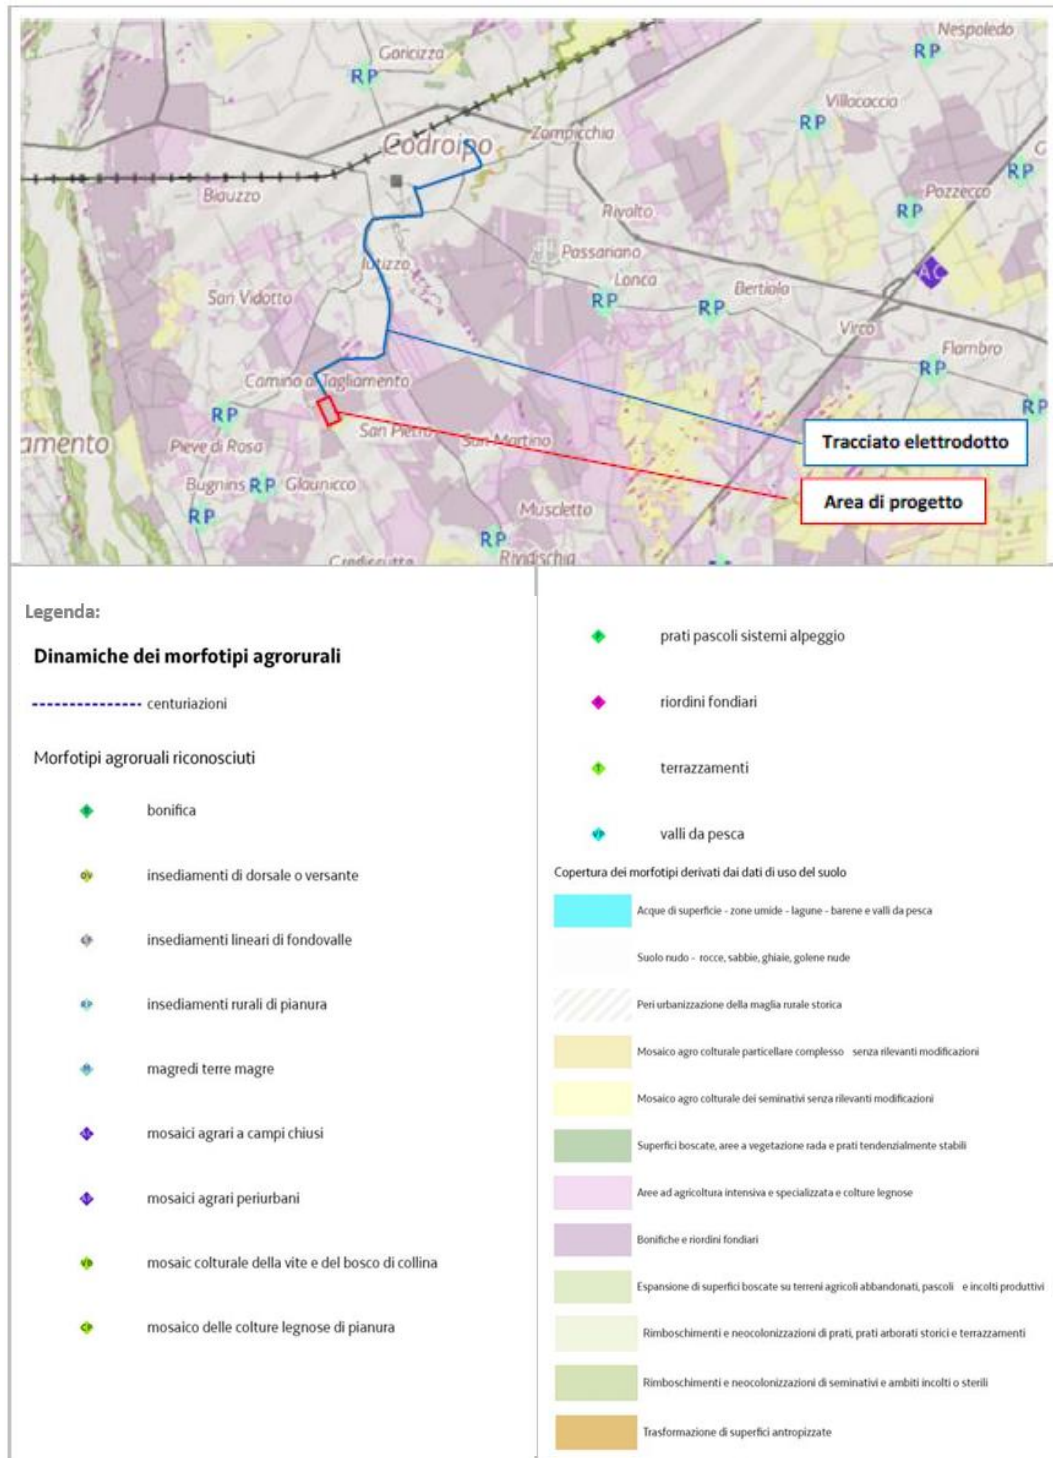 Nespoledo
Goricizza
RP
RP
Villacaccia
RP
Codroipo
Zompicchia
G
RP
Biauzzo
Pozzecco
RP
Rivolto
Passariano
Iutizzo
AC
San Vidotto
Lonca
RP
Bertiolo
RP
Virco
Flambro
RP
Camino al Tagliamento
RP
RP
amento
Pieve di Rosa
San Pietro
San Martino
Tracciato elettrodotto
Bugnins
RP
Glaunicco
Area di progetto
RP
Muscletto
RP
Rividischia
Gradiscutta
Legenda:
Dinamiche dei morfotipi agrorurali
centuriazioni
Morfotipi agroruali riconosciuti
bonifica
insediamenti di dorsale o versante
insediamenti lineari di fondovalle
insediamenti rurali di pianura
magredi terre magre
mosaici agrari a campi chiusi
mosaici agrari periurbani
mosaic colturale della vite e del bosco di collina
mosaico delle colture legnose di pianura
prati pascoli sistemi alpeggio
riordini fondiari
terrazzamenti
valli da pesca
Copertura dei morfotipi derivati dai dati di uso del suolo
Acque di superficie - zone umide - lagune - barene e valli da pesca
Suolo nudo - rocce, sabbie, ghiaie, golene nude
Peri urbanizzazione della maglia rurale storica
Mosaico agro colturale particellare complesso senza rilevanti modificazioni
Mosaico agro colturale dei seminativi senza rilevanti modificazioni
Superfici boscate, aree a vegetazione rada e prati tendenzialmente stabili
Aree ad agricoltura intensiva e specializzata e colture legnose
Bonifiche e riordini fondiari
Espansione di superfici boscate su terreni agricoli abbandonati, pascoli e incolti produttivi
Rimboschimenti e neocolonizzazioni di prati, prati arborati storici e terrazzamenti
Rimboschimenti e neocolonizzazioni di seminativi e ambiti incolti o sterili
Trasformazione di superfici antropizzate